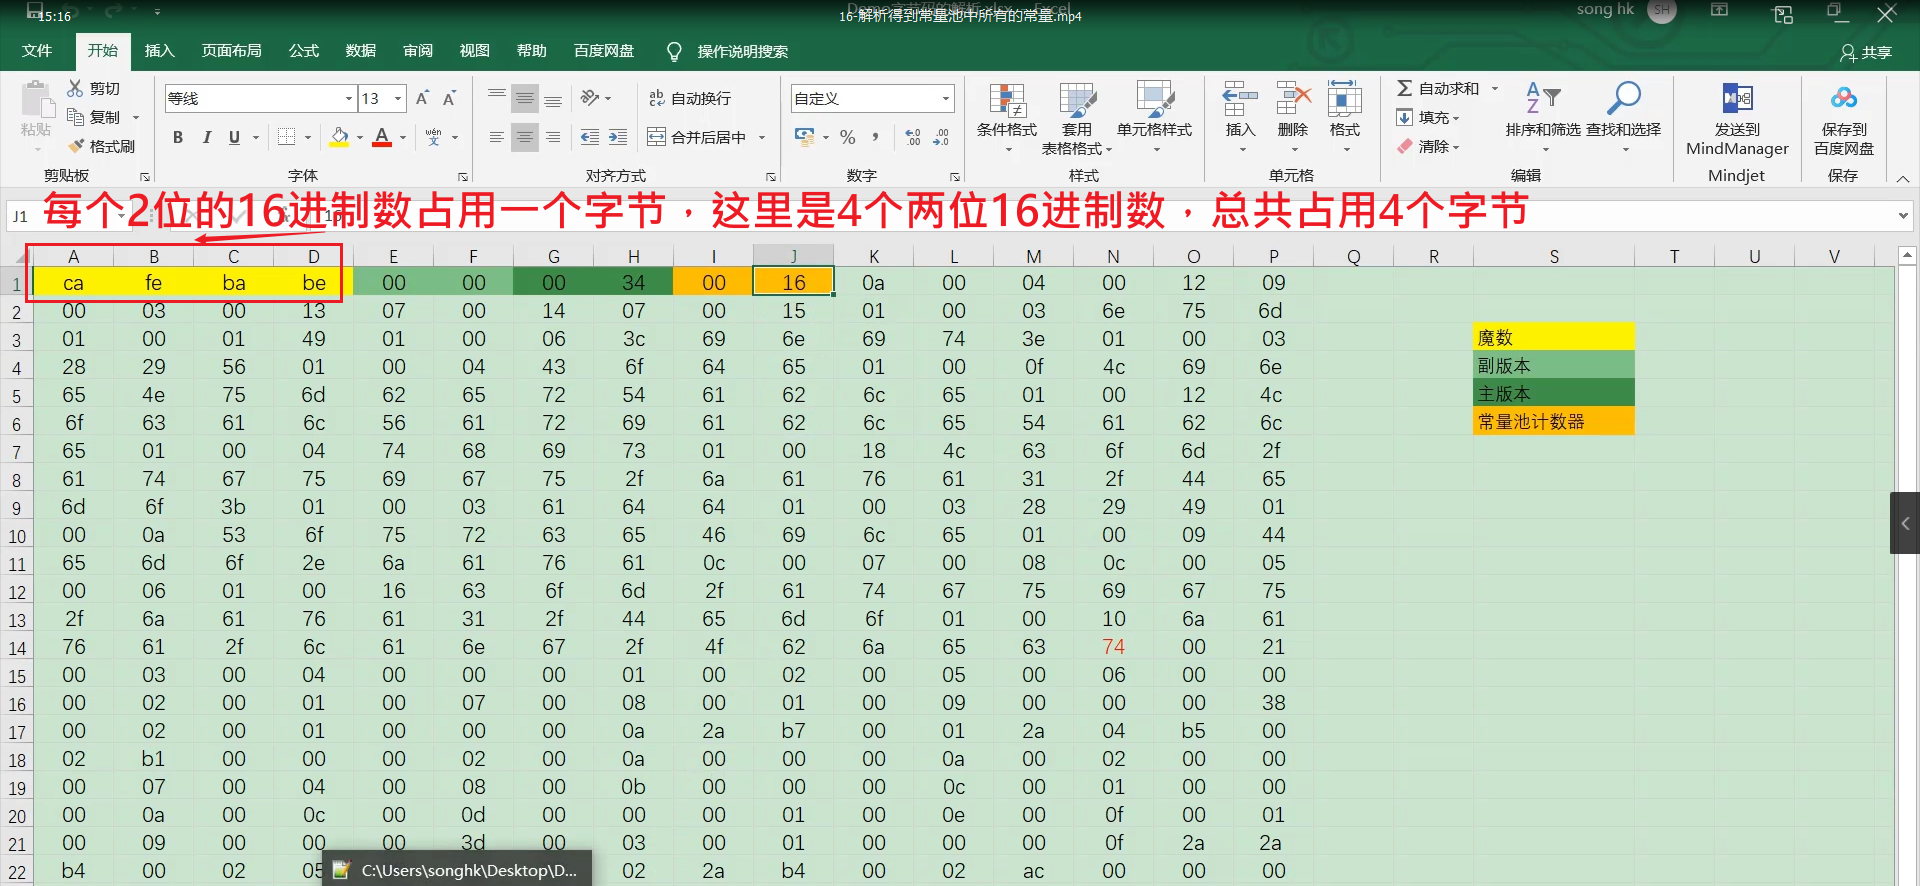 15:16
16-解析得到常量池中所有的常量.mp4
song hk
SH
文件 开始 插入 页面布局 公式 数据 审阅 视图 帮助 百度网盘 操作说明搜索 共享
粘贴
剪切
复制
格式刷
等线 13
B I U
wén 文
自动换行
合并后居中
自定义
条件格式
套用
表格格式
单元格样式
插入
删除
格式
自动求和
填充
清除
排序和筛选
查找和选择
发送到
MindManager
保存到
百度网盘
剪贴板 字体 对齐方式 数字 样式 单元格 编辑 Mindjet 保存
J1
每个2位的16进制数占用一个字节，这里是4个两位16进制数，总共占用4个字节
A B C D E F G H I J K L M N O P Q R S T U V
1 ca fe ba be 00 00 00 34 00 16 0a 00 04 00 12 09
2 00 03 00 13 07 00 14 07 00 15 01 00 03 6e 75 6d
3 01 00 01 49 01 00 06 3c 69 6e 69 74 3e 01 00 03 魔数
4 28 29 56 01 00 04 43 6f 64 65 01 00 0f 4c 69 6e 副版本
5 65 4e 75 6d 62 65 72 54 61 62 6c 65 01 00 12 4c 主版本
6 6f 63 61 6c 56 61 72 69 61 62 6c 65 54 61 62 6c 常量池计数器
7 65 01 00 04 74 68 69 73 01 00 18 4c 63 6f 6d 2f
8 61 74 67 75 69 67 75 2f 6a 61 76 61 31 2f 44 65
9 6d 6f 3b 01 00 03 61 64 64 01 00 03 28 29 49 01
10 00 0a 53 6f 75 72 63 65 46 69 6c 65 01 00 09 44
11 65 6d 6f 2e 6a 61 76 61 0c 00 07 00 08 0c 00 05
12 00 06 01 00 16 63 6f 6d 2f 61 74 67 75 69 67 75
13 2f 6a 61 76 61 31 2f 44 65 6d 6f 01 00 10 6a 61
14 76 61 2f 6c 61 6e 67 2f 4f 62 6a 65 63 74 00 21
15 00 03 00 04 00 00 00 01 00 02 00 05 00 06 00 00
16 00 02 00 01 00 07 00 08 00 01 00 09 00 00 00 38
17 00 02 00 01 00 00 00 0a 2a b7 00 01 2a 04 b5 00
18 02 b1 00 00 00 02 00 0a 00 00 00 0a 00 02 00 00
19 00 07 00 04 00 08 00 0b 00 00 00 0c 00 01 00 00
20 00 0a 00 0c 00 0d 00 00 00 01 00 0e 00 0f 00 01
21 00 09 00 00 00 3d 00 03 00 01 00 00 00 0f 2a 2a
22 b4 00 02 05 02 2a b4 00 02 ac 00 00 00
C:\Users\songhk\Desktop\D...